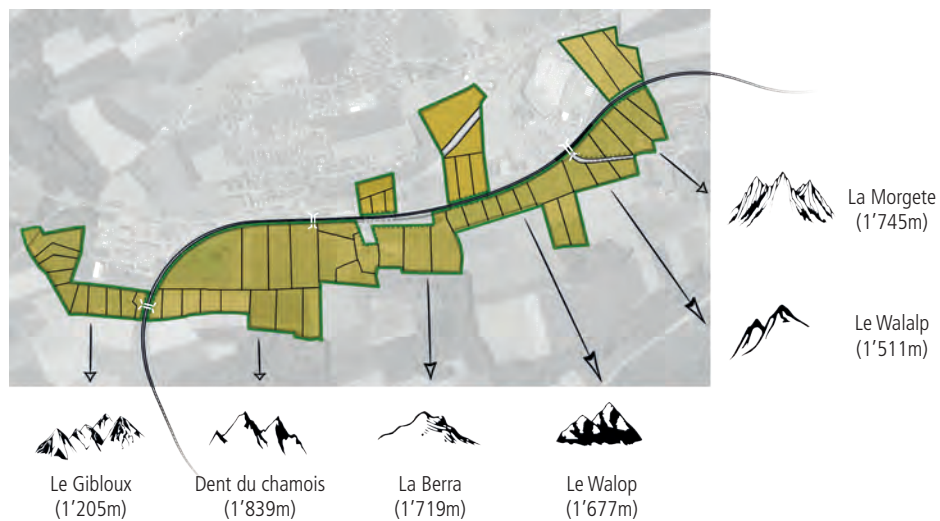 La Morgete
(1’745m)
Le Walalp
(1’511m)
Le Gibloux
(1’205m)
Dent du chamois
(1’839m)
La Berra
(1’719m)
Le Walop
(1’677m)